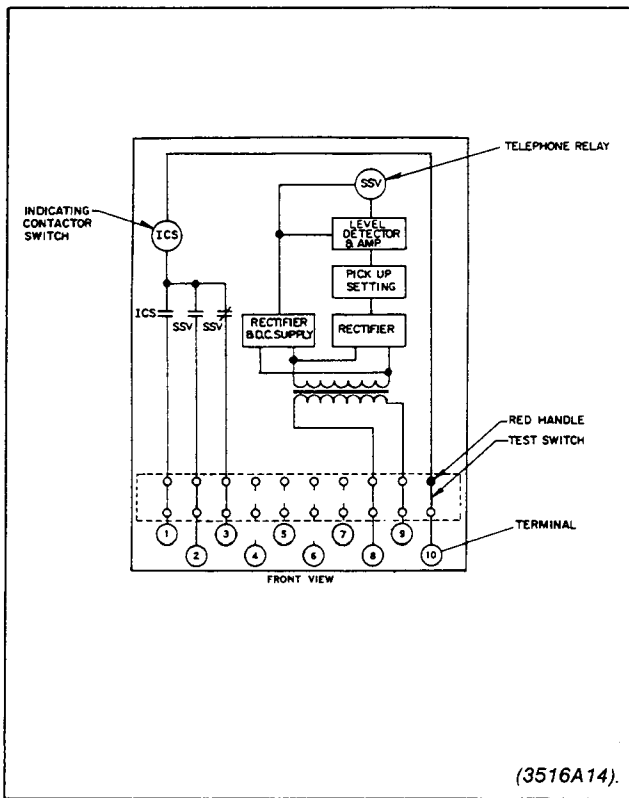 TELEPHONE RELAY
SSV
INDICATING
CONTACTOR
SWITCH
ICS
LEVEL
DETECTOR
& AMP
PICK UP
SETTING
ICS
SSV
SSV
RECTIFIER
& D.C. SUPPLY
RECTIFIER
RED HANDLE
TEST SWITCH
TERMINAL
1
2
3
4
5
6
7
8
9
10
FRONT VIEW
(3516A14).